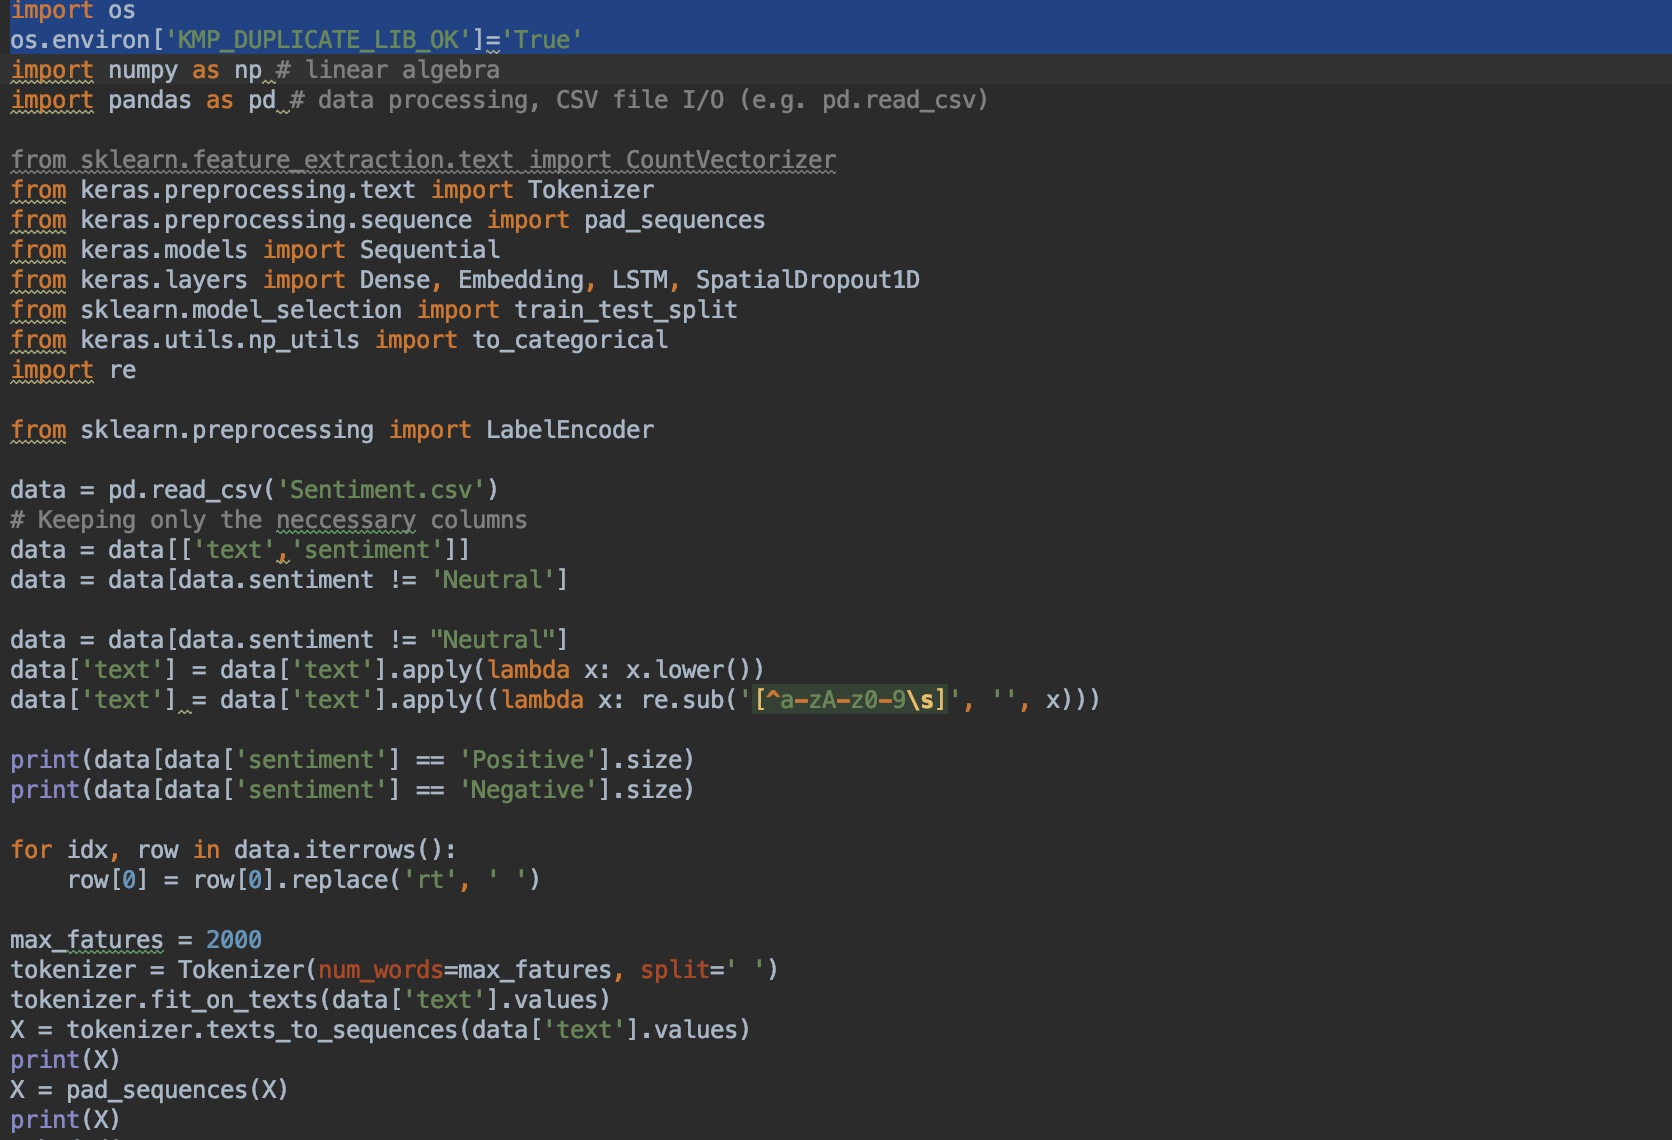 import os
os.environ['KMP_DUPLICATE_LIB_OK']='True'
import numpy as np # linear algebra
import pandas as pd # data processing, CSV file I/O (e.g. pd.read_csv)
from sklearn.feature_extraction.text import CountVectorizer
from keras.preprocessing.text import Tokenizer
from keras.preprocessing.sequence import pad_sequences
from keras.models import Sequential
from keras.layers import Dense, Embedding, LSTM, SpatialDropout1D
from sklearn.model_selection import train_test_split
from keras.utils.np_utils import to_categorical
import re
from sklearn.preprocessing import LabelEncoder
data = pd.read_csv('Sentiment.csv')
# Keeping only the neccessary columns
data = data[['text','sentiment']]
data = data[data.sentiment != 'Neutral']
data = data[data.sentiment != "Neutral"]
data['text'] = data['text'].apply(lambda x: x.lower())
data['text'] = data['text'].apply((lambda x: re.sub('[^a-zA-z0-9\s]', '', x)))
print(data[data['sentiment'] == 'Positive'].size)
print(data[data['sentiment'] == 'Negative'].size)
for idx, row in data.iterrows():
    row[0] = row[0].replace('rt', ' ')
max_fatures = 2000
tokenizer = Tokenizer(num_words=max_fatures, split=' ')
tokenizer.fit_on_texts(data['text'].values)
X = tokenizer.texts_to_sequences(data['text'].values)
print(X)
X = pad_sequences(X)
print(X)